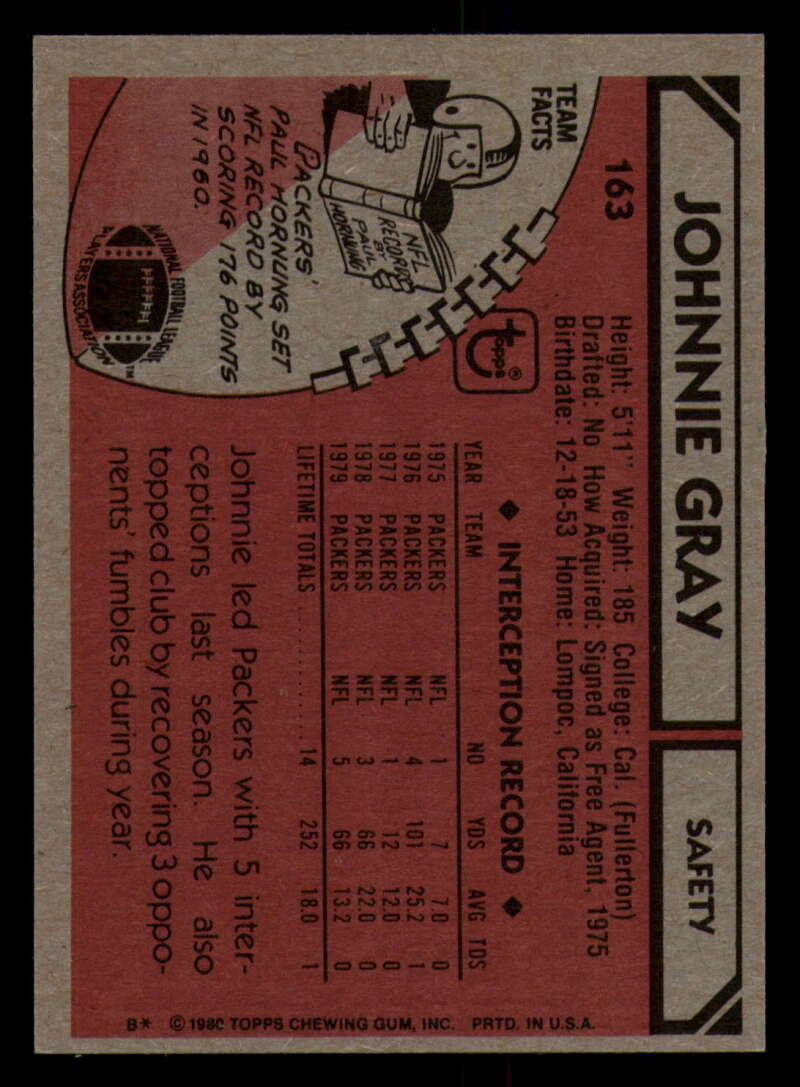 JOHNNIE GRAY
SAFETY
163
Height: 5'11" Weight: 185 College: Cal. (Fullerton)
Drafted: No How Acquired: Signed as Free Agent, 1975
Birthdate: 12-18-53 Home: Lompoc, California
TEAM
FACTS
NFL
RECORDS
BY
PAUL
HORNUNG
PACKERS'
PAUL HORNUNG SET
NFL RECORD BY
SCORING 176 POINTS
IN 1960.
NATIONAL FOOTBALL LEAGUE
PLAYERS ASSOCIATION™
topps®
◆ INTERCEPTION RECORD ◆
YEAR TEAM NO YDS AVG TDS
1975 PACKERS NFL 1 7 7.0 0
1976 PACKERS NFL 4 101 25.2 1
1977 PACKERS NFL 1 12 12.0 0
1978 PACKERS NFL 3 66 22.0 0
1979 PACKERS NFL 5 66 13.2 0
LIFETIME TOTALS .............. 14 252 18.0 1
Johnnie led Packers with 5 inter-
ceptions last season. He also
topped club by recovering 3 oppo-
nents' fumbles during year.
B* © 1980 TOPPS CHEWING GUM, INC. PRTD. IN U.S.A.